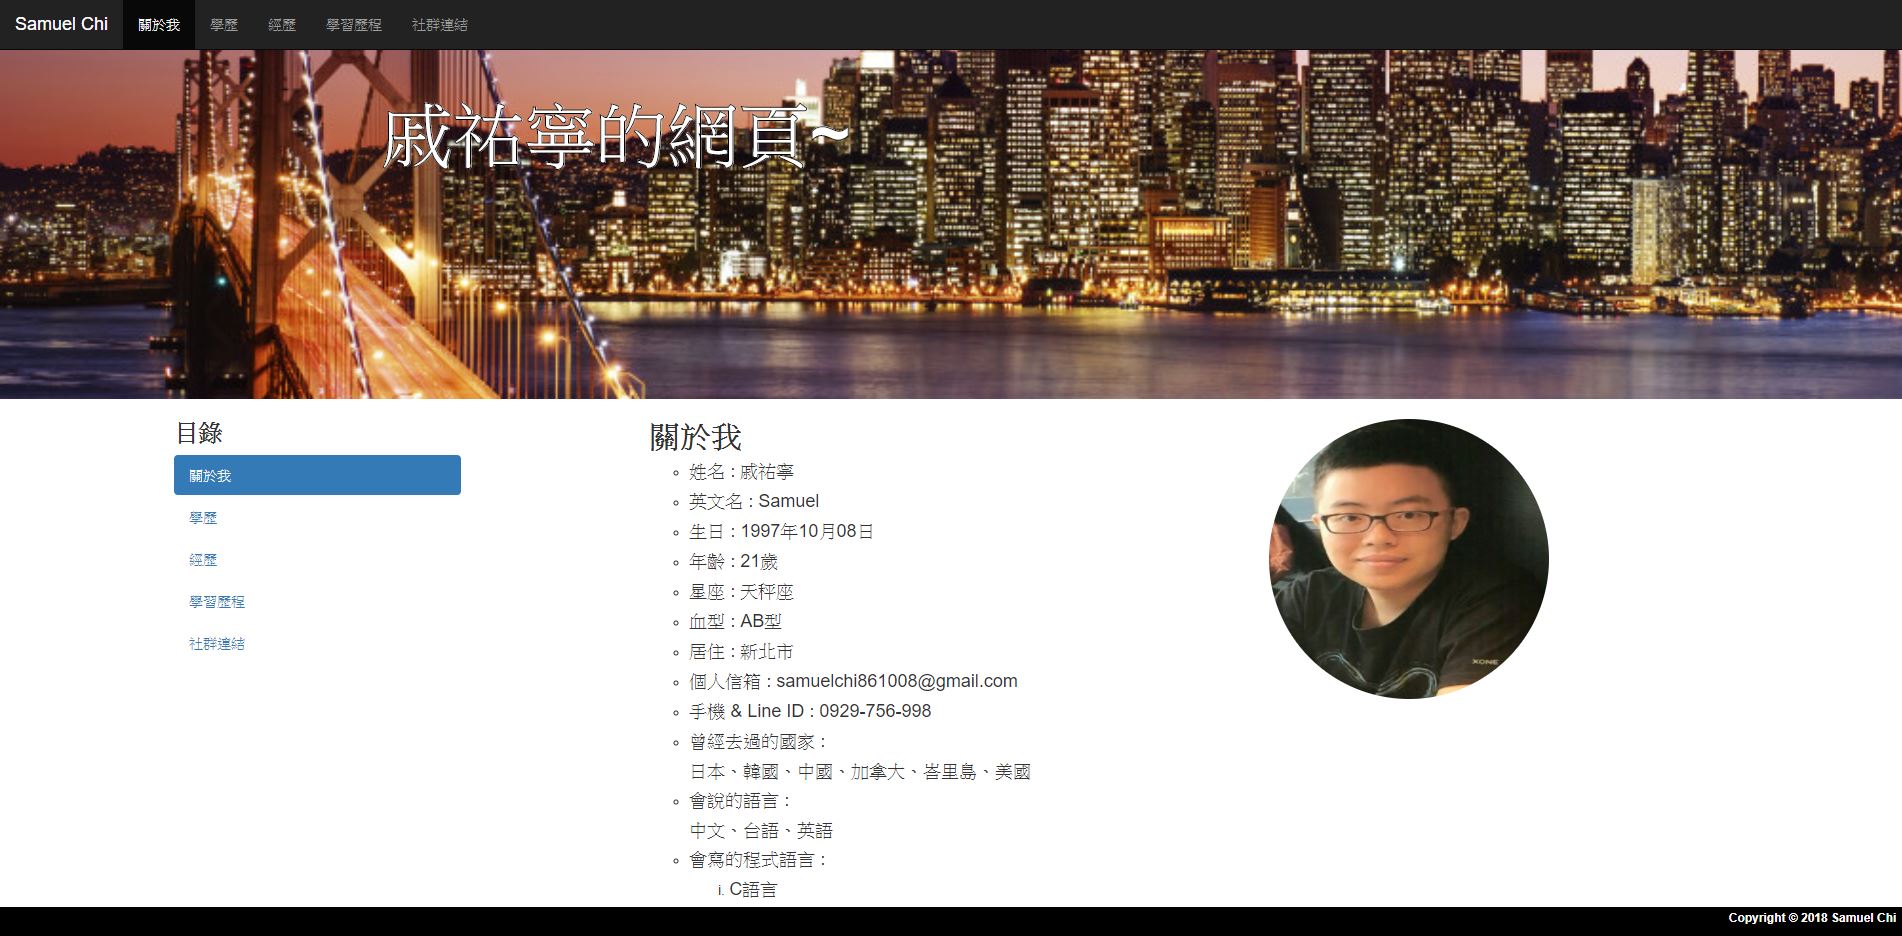 Samuel Chi 關於我 學歷 經歷 學習歷程 社群連結
戚祐寧的網頁~
目錄
關於我
學歷
經歷
學習歷程
社群連結
關於我
姓名 : 戚祐寧
英文名 : Samuel
生日 : 1997年10月08日
年齡 : 21歲
星座 : 天秤座
血型 : AB型
居住 : 新北市
個人信箱 : samuelchi861008@gmail.com
手機 & Line ID : 0929-756-998
曾經去過的國家 :
日本、韓國、中國、加拿大、峇里島、美國
會說的語言 :
中文、台語、英語
會寫的程式語言 :
i. C語言
XONE
Copyright © 2018 Samuel Chi